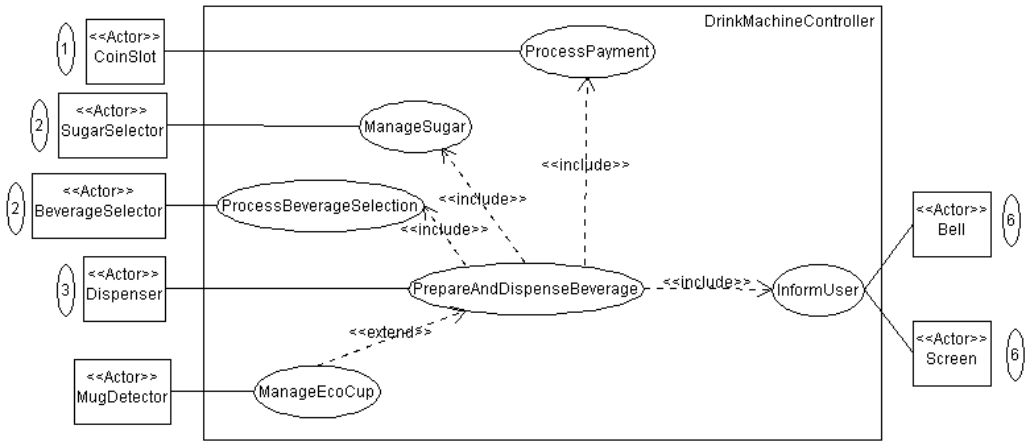 DrinkMachineController
1
<<Actor>>
CoinSlot
ProcessPayment
2
<<Actor>>
SugarSelector
ManageSugar
<<include>>
2
<<Actor>>
BeverageSelector
ProcessBeverageSelection
<<include>>
<<include>>
<<Actor>>
Bell
6
3
<<Actor>>
Dispenser
PrepareAndDispenseBeverage
<<include>>
InformUser
<<extend>>
<<Actor>>
Screen
6
<<Actor>>
MugDetector
ManageEcoCup